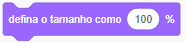 defina o tamanho como 100 %